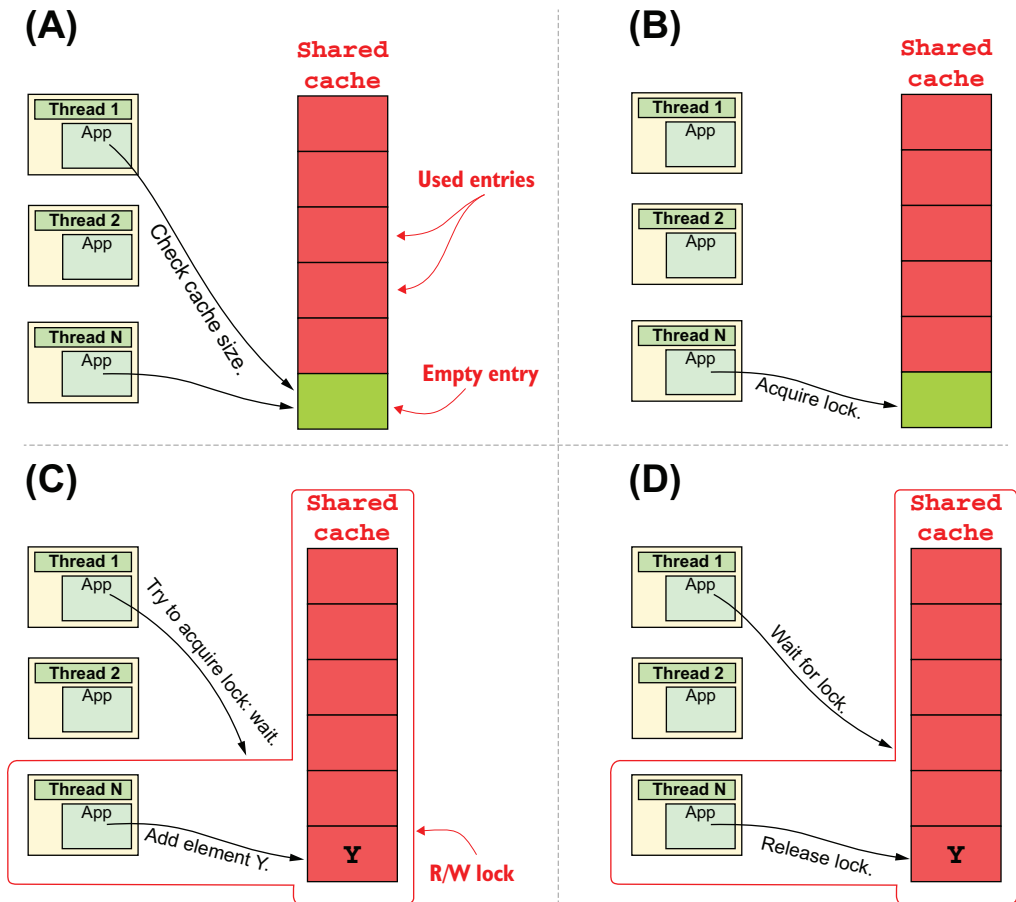 (A)
Shared
cache
Thread 1
App
Thread 2
App
Thread N
App
Check cache size.
Used entries
Empty entry
(B)
Shared
cache
Thread 1
App
Thread 2
App
Thread N
App
Acquire lock.
(C)
Shared
cache
Thread 1
App
Try to acquire lock: wait.
Thread 2
App
Thread N
App
Add element Y.
Y
R/W lock
(D)
Shared
cache
Thread 1
App
Wait for lock.
Thread 2
App
Thread N
App
Release lock.
Y